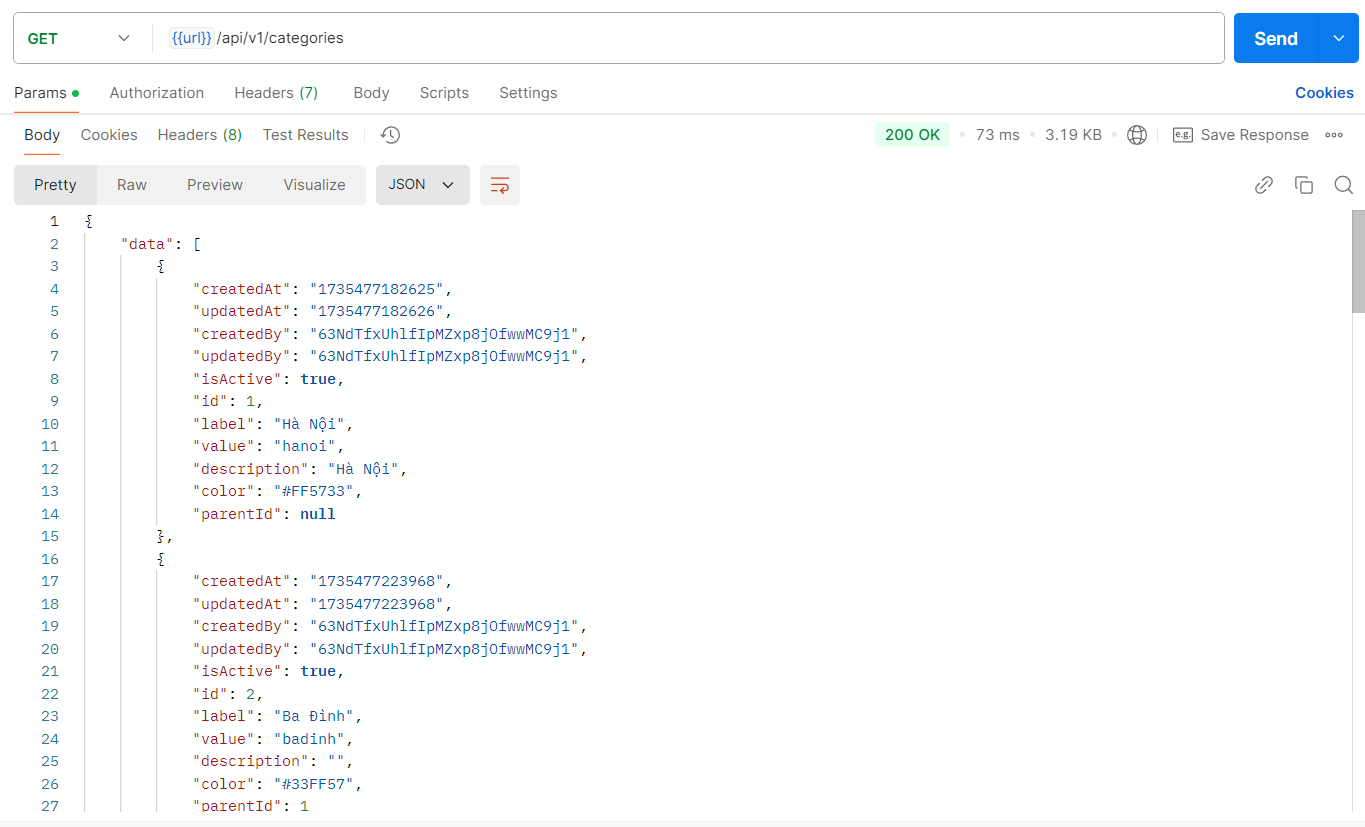 GET {{url}}/api/v1/categories Send
Params Authorization Headers (7) Body Scripts Settings Cookies
Body Cookies Headers (8) Test Results 200 OK 73 ms 3.19 KB e.g. Save Response
Pretty Raw Preview Visualize JSON
1 {
2 "data": [
3 {
4 "createdAt": "1735477182625",
5 "updatedAt": "1735477182626",
6 "createdBy": "63NdTfxUhlfIpMZxp8jOfwwMC9j1",
7 "updatedBy": "63NdTfxUhlfIpMZxp8jOfwwMC9j1",
8 "isActive": true,
9 "id": 1,
10 "label": "Hà Nội",
11 "value": "hanoi",
12 "description": "Hà Nội",
13 "color": "#FF5733",
14 "parentId": null
15 },
16 {
17 "createdAt": "1735477223968",
18 "updatedAt": "1735477223968",
19 "createdBy": "63NdTfxUhlfIpMZxp8jOfwwMC9j1",
20 "updatedBy": "63NdTfxUhlfIpMZxp8jOfwwMC9j1",
21 "isActive": true,
22 "id": 2,
23 "label": "Ba Đình",
24 "value": "badinh",
25 "description": "",
26 "color": "#33FF57",
27 "parentId": 1